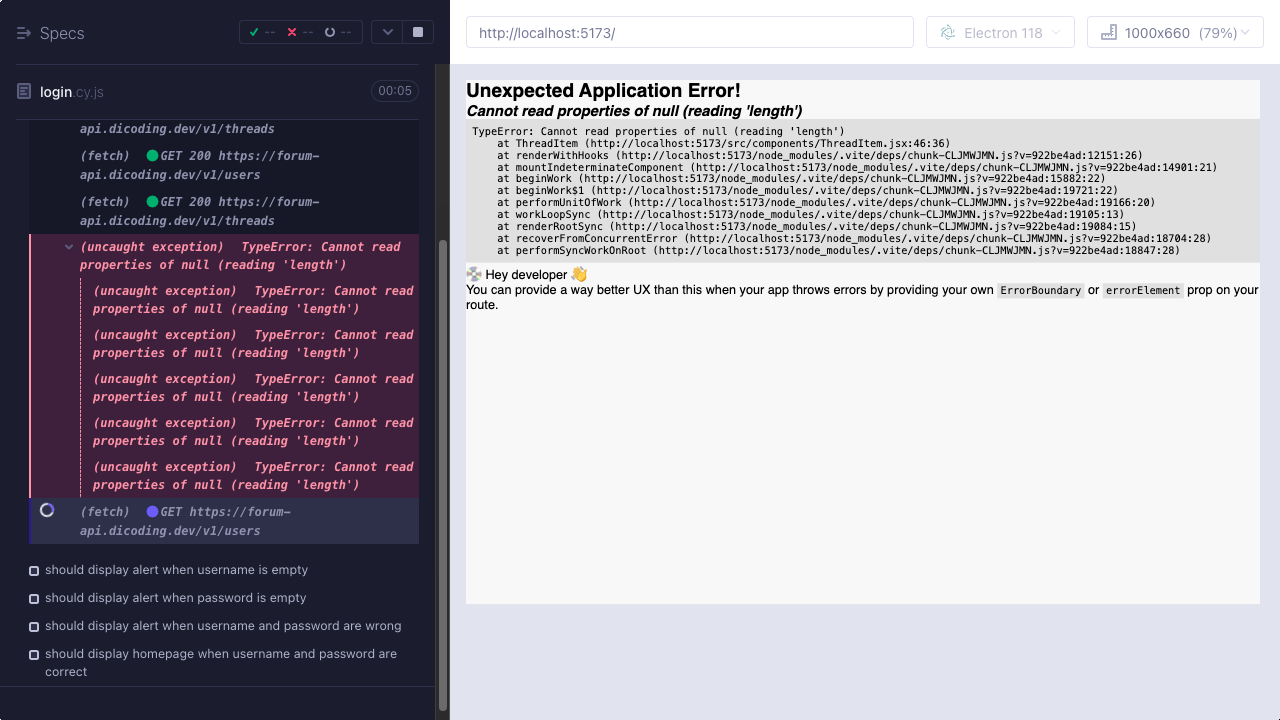 Specs
--
--
--
login.cy.js
00:05
api.dicoding.dev/v1/threads
(fetch) GET 200 https://forum-
api.dicoding.dev/v1/users
(fetch) GET 200 https://forum-
api.dicoding.dev/v1/threads
(uncaught exception) TypeError: Cannot read
properties of null (reading 'length')
(uncaught exception) TypeError: Cannot read
properties of null (reading 'length')
(uncaught exception) TypeError: Cannot read
properties of null (reading 'length')
(uncaught exception) TypeError: Cannot read
properties of null (reading 'length')
(uncaught exception) TypeError: Cannot read
properties of null (reading 'length')
(uncaught exception) TypeError: Cannot read
properties of null (reading 'length')
(fetch) GET https://forum-
api.dicoding.dev/v1/users
should display alert when username is empty
should display alert when password is empty
should display alert when username and password are wrong
should display homepage when username and password are
correct
http://localhost:5173/
Electron 118
1000x660 (79%)
Unexpected Application Error!
Cannot read properties of null (reading 'length')
TypeError: Cannot read properties of null (reading 'length')
at ThreadItem (http://localhost:5173/src/components/ThreadItem.jsx:46:36)
at renderWithHooks (http://localhost:5173/node_modules/.vite/deps/chunk-CLJMWJMN.js?v=922be4ad:12151:26)
at mountIndeterminateComponent (http://localhost:5173/node_modules/.vite/deps/chunk-CLJMWJMN.js?v=922be4ad:14901:21)
at beginWork (http://localhost:5173/node_modules/.vite/deps/chunk-CLJMWJMN.js?v=922be4ad:15882:22)
at beginWork$1 (http://localhost:5173/node_modules/.vite/deps/chunk-CLJMWJMN.js?v=922be4ad:19721:22)
at performUnitOfWork (http://localhost:5173/node_modules/.vite/deps/chunk-CLJMWJMN.js?v=922be4ad:19166:20)
at workLoopSync (http://localhost:5173/node_modules/.vite/deps/chunk-CLJMWJMN.js?v=922be4ad:19105:13)
at renderRootSync (http://localhost:5173/node_modules/.vite/deps/chunk-CLJMWJMN.js?v=922be4ad:19084:15)
at recoverFromConcurrentError (http://localhost:5173/node_modules/.vite/deps/chunk-CLJMWJMN.js?v=922be4ad:18704:28)
at performSyncWorkOnRoot (http://localhost:5173/node_modules/.vite/deps/chunk-CLJMWJMN.js?v=922be4ad:18847:28)
💿 Hey developer 👋
You can provide a way better UX than this when your app throws errors by providing your own ErrorBoundary or errorElement prop on your
route.